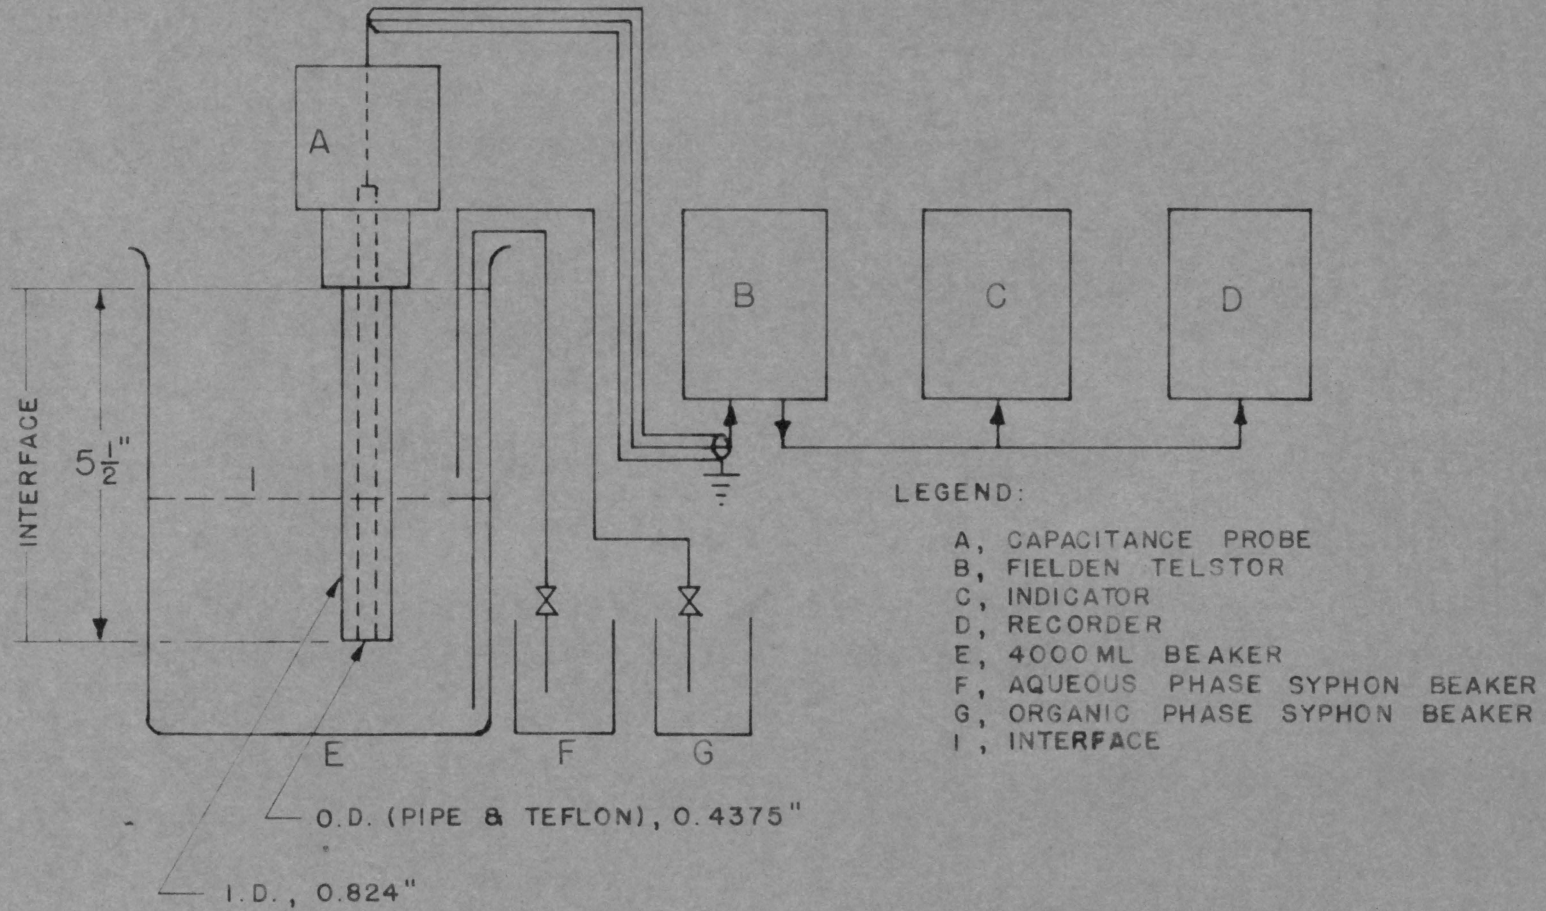 A
B
C
D
INTERFACE
5 1/2"
I
LEGEND:
A, CAPACITANCE PROBE
B, FIELDEN TELSTOR
C, INDICATOR
D, RECORDER
E, 4000 ML BEAKER
F, AQUEOUS PHASE SYPHON BEAKER
G, ORGANIC PHASE SYPHON BEAKER
I, INTERFACE
E
F
G
O.D. (PIPE & TEFLON), 0.4375"
I.D., 0.824"